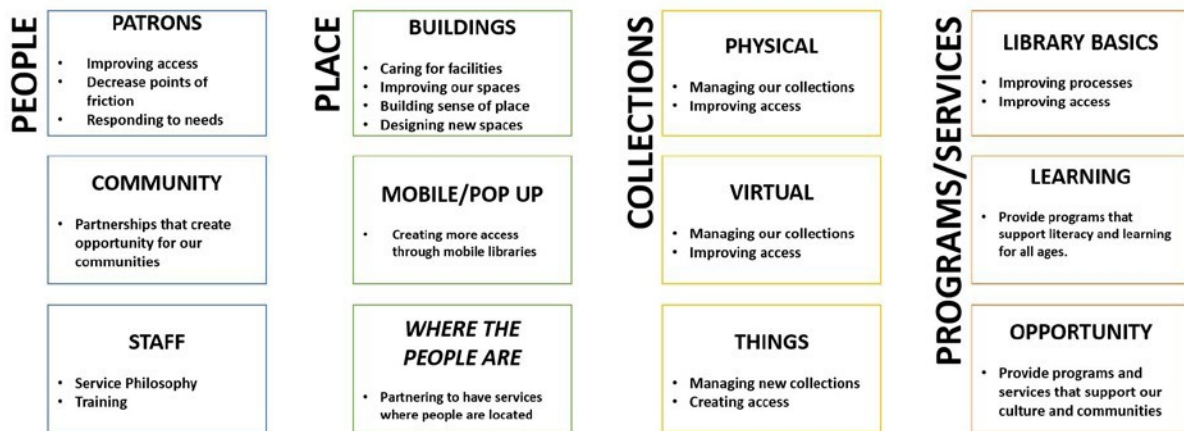 PEOPLE
PATRONS
• Improving access
• Decrease points of
friction
• Responding to needs
COMMUNITY
• Partnerships that create
opportunity for our
communities
STAFF
• Service Philosophy
• Training
PLACE
BUILDINGS
• Caring for facilities
• Improving our spaces
• Building sense of place
• Designing new spaces
MOBILE/POP UP
• Creating more access
through mobile libraries
WHERE THE
PEOPLE ARE
• Partnering to have services
where people are located
COLLECTIONS
PHYSICAL
• Managing our collections
• Improving access
VIRTUAL
• Managing our collections
• Improving access
THINGS
• Managing new collections
• Creating access
PROGRAMS/SERVICES
LIBRARY BASICS
• Improving processes
• Improving access
LEARNING
• Provide programs that
support literacy and learning
for all ages.
OPPORTUNITY
• Provide programs and
services that support our
culture and communities